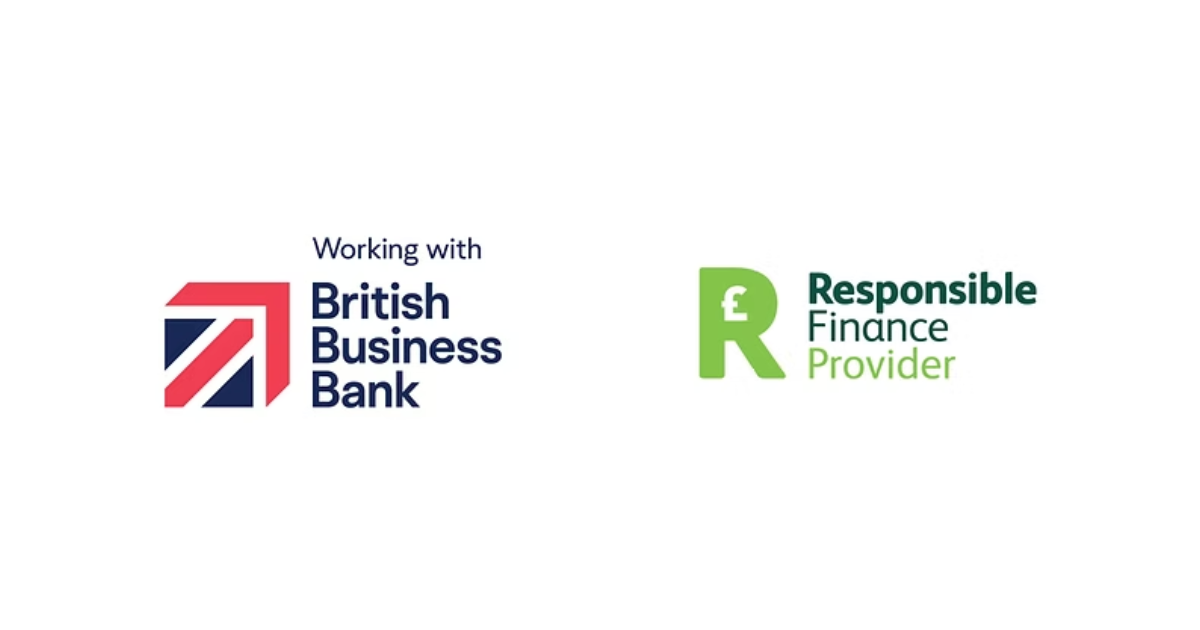 Working with
British
Business
Bank
£
R
Responsible
Finance
Provider